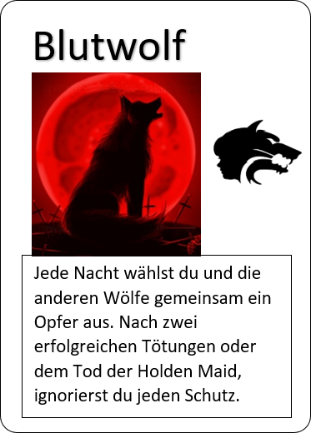 Blutwolf
Jede Nacht wählst du und die
anderen Wölfe gemeinsam ein
Opfer aus. Nach zwei
erfolgreichen Tötungen oder
dem Tod der Holden Maid,
ignorierst du jeden Schutz.